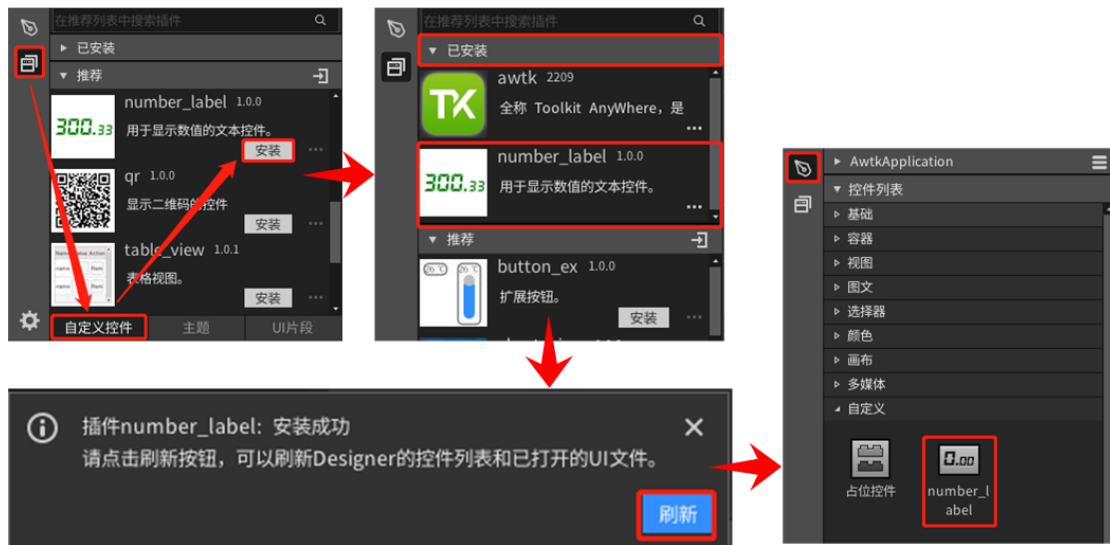 在推荐列表中搜索插件
已安装
推荐
300.33
number_label 1.0.0
用于显示数值的文本控件。
安装
qr 1.0.0
显示二维码的控件
安装
table_view 1.0.1
表格视图。
安装
自定义控件
主题
UI片段
在推荐列表中搜索插件
已安装
TK
awtk 2209
全称 Toolkit AnyWhere，是
300.33
number_label 1.0.0
用于显示数值的文本控件。
推荐
button_ex 1.0.0
扩展按钮。
安装
插件number_label: 安装成功
请点击刷新按钮，可以刷新Designer的控件列表和已打开的UI文件。
刷新
AwtkApplication
控件列表
基础
容器
视图
图文
选择器
颜色
画布
多媒体
自定义
0.00
占位控件
number_l
abel